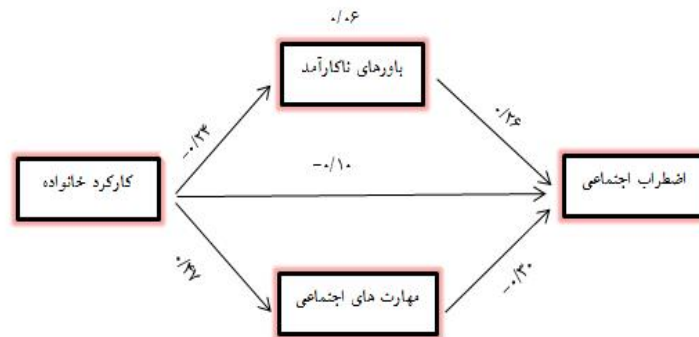 ۰/۰۶
باورهای ناکارآمد
-۰/۲۴
۰/۲۶
-۰/۱۰
کارکرد خانواده
اضطراب اجتماعی
۰/۴۷
-۰/۳۰
مهارت های اجتماعی